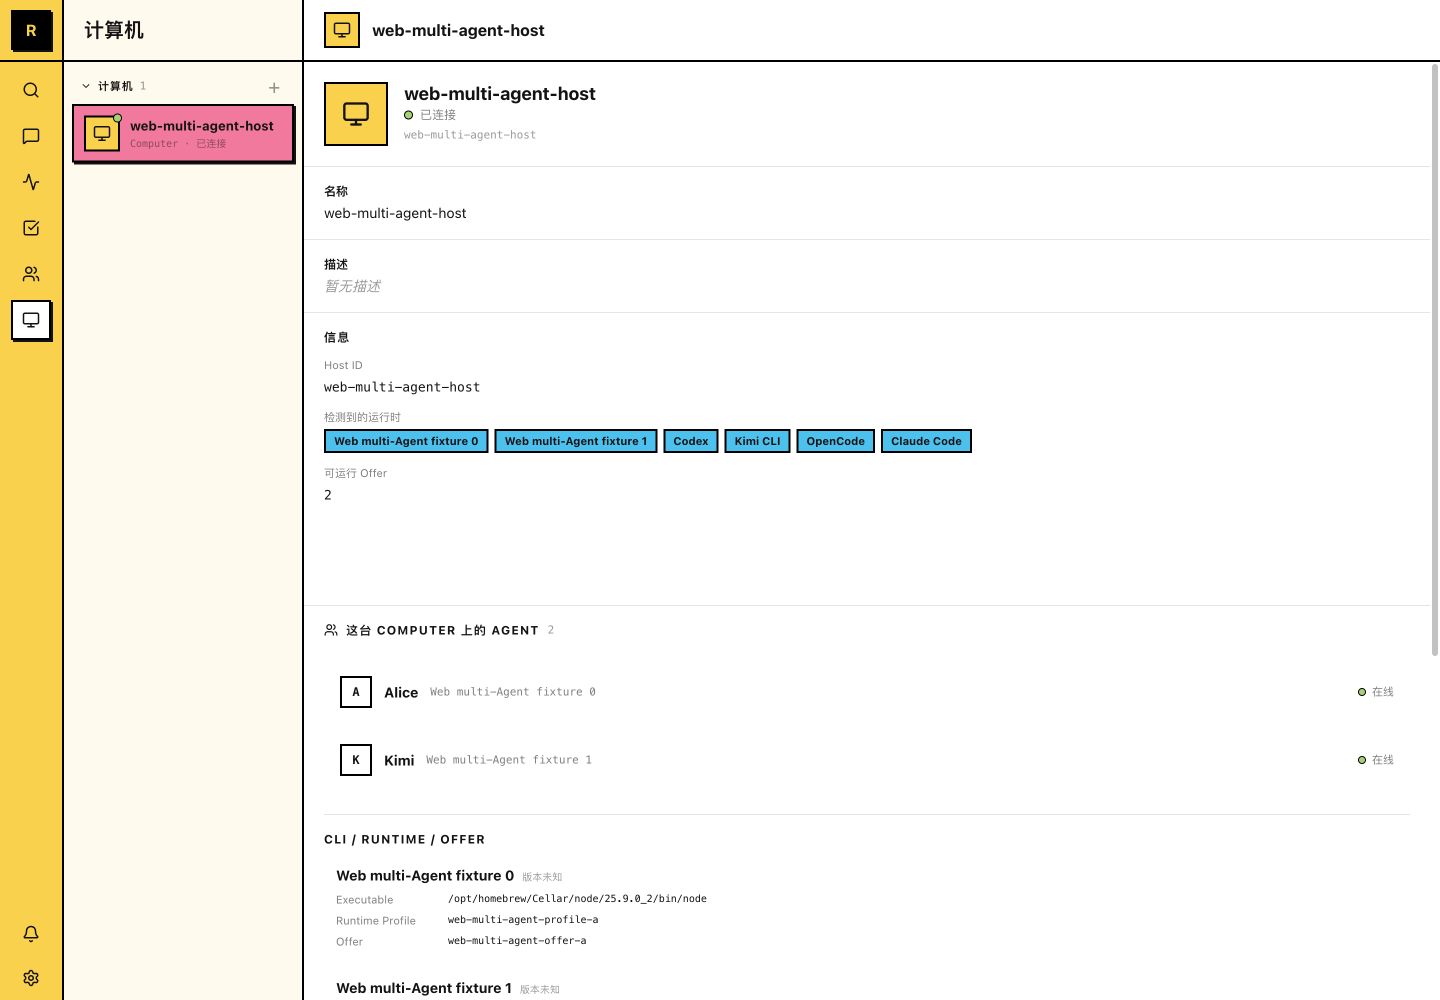 R
计算机
web-multi-agent-host
计算机 1
web-multi-agent-host
Computer · 已连接
web-multi-agent-host
已连接
web-multi-agent-host
名称
web-multi-agent-host
描述
暂无描述
信息
Host ID
web-multi-agent-host
检测到的运行时
Web multi-Agent fixture 0 Web multi-Agent fixture 1 Codex Kimi CLI OpenCode Claude Code
可运行 Offer
2
这台 COMPUTER 上的 AGENT 2
A Alice Web multi-Agent fixture 0 在线
K Kimi Web multi-Agent fixture 1 在线
CLI / RUNTIME / OFFER
Web multi-Agent fixture 0 版本未知
Executable /opt/homebrew/Cellar/node/25.9.0_2/bin/node
Runtime Profile web-multi-agent-profile-a
Offer web-multi-agent-offer-a
Web multi-Agent fixture 1 版本未知